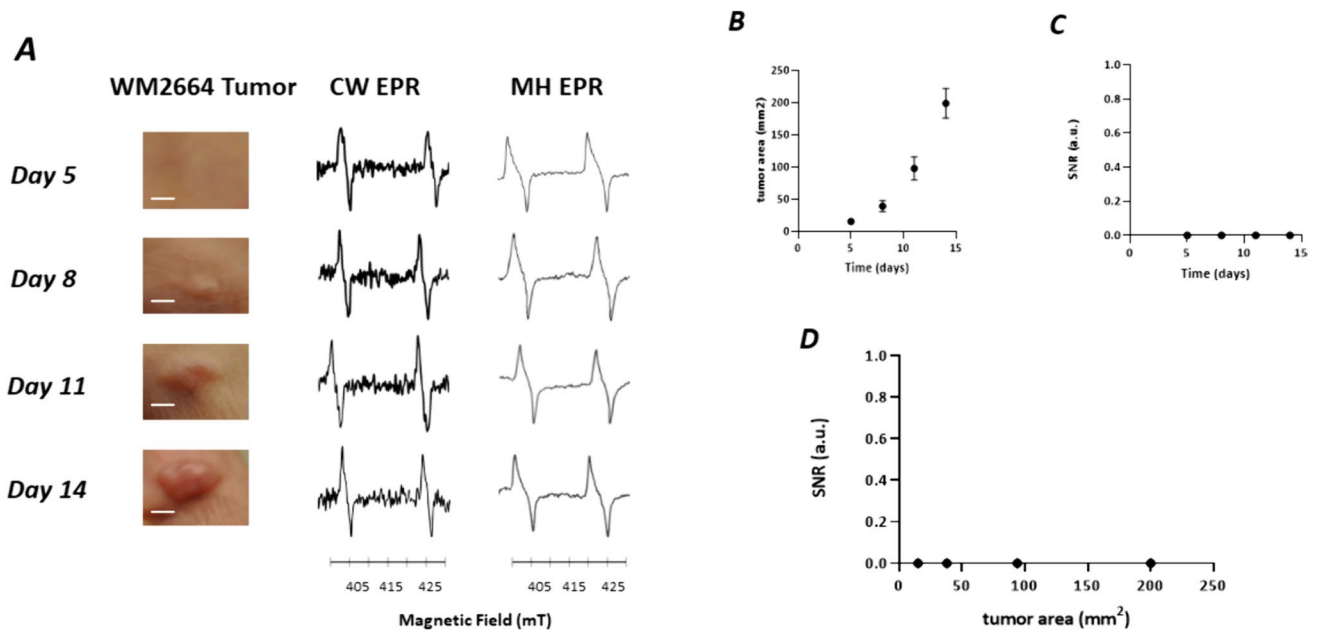 A
WM2664 Tumor CW EPR MH EPR
Day 5
Day 8
Day 11
Day 14
405 415 425
405 415 425
Magnetic Field (mT)
B
tumor area (mm2)
250
200
150
100
50
0
0 5 10 15
Time (days)
C
SNR (a.u.)
1.0
0.8
0.6
0.4
0.2
0.0
0 5 10 15
Time (days)
D
SNR (a.u.)
1.0
0.8
0.6
0.4
0.2
0.0
0 50 100 150 200 250
tumor area (mm²)